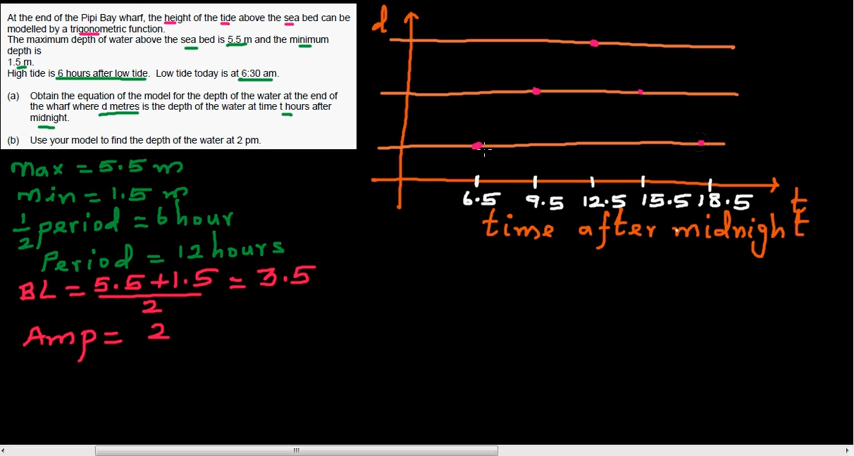 At the end of the Pipi Bay wharf, the height of the tide above the sea bed can be
modelled by a trigonometric function.
The maximum depth of water above the sea bed is 5.5 m and the minimum
depth is
1.5 m.
High tide is 6 hours after low tide. Low tide today is at 6:30 am.
(a) Obtain the equation of the model for the depth of the water at the end of
the wharf where d metres is the depth of the water at time t hours after
midnight.
(b) Use your model to find the depth of the water at 2 pm.
max = 5.5 m
min = 1.5 m
1/2 period = 6 hour
Period = 12 hours
BL = 5.5+1.5/2 = 3.5
Amp = 2
d
6.5 9.5 12.5 15.5 18.5 t
time after midnight